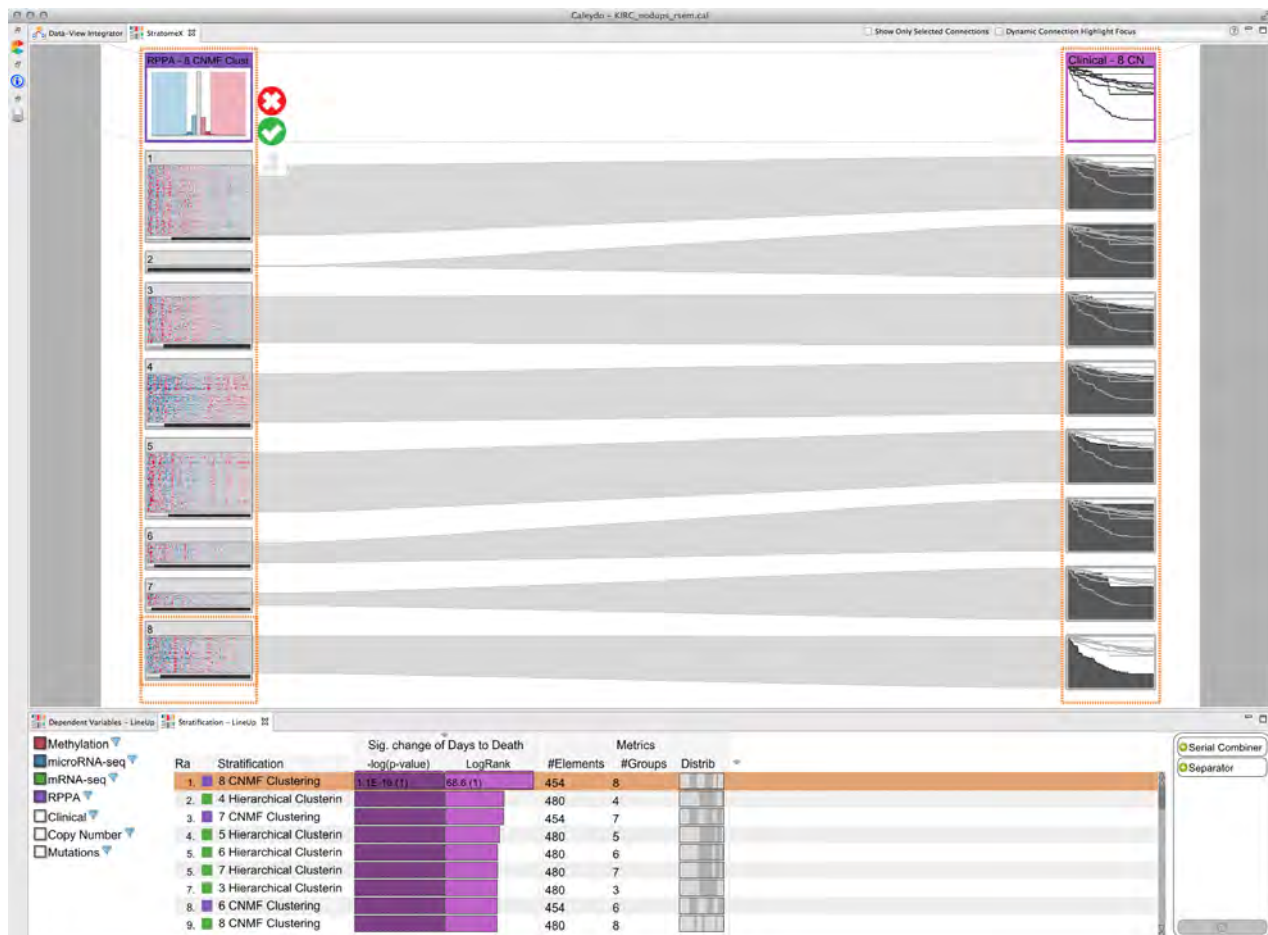 Caleydo - KIRC_nodups_rsem.cal
Data-View Integrator
StratomeX
Show Only Selected Connections
Dynamic Connection Highlight Focus
RPPA - 8 CNMF Clust
Clinical - 8 CN
1
2
3
4
5
6
7
8
Dependent Variables - LineUp
Stratification - LineUp
Methylation
microRNA-seq
mRNA-seq
RPPA
Clinical
Copy Number
Mutations
Sig. change of Days to Death Metrics
Ra Stratification -log(p-value) LogRank #Elements #Groups Distrib
1. 8 CNMF Clustering 1.1E-16 (1) 68.6 (1) 454 8
2. 4 Hierarchical Clusterin 480 4
3. 7 CNMF Clustering 454 7
4. 5 Hierarchical Clusterin 480 5
5. 6 Hierarchical Clusterin 480 6
5. 7 Hierarchical Clusterin 480 7
7. 3 Hierarchical Clusterin 480 3
8. 6 CNMF Clustering 454 6
9. 8 CNMF Clustering 480 8
Serial Combiner
Separator